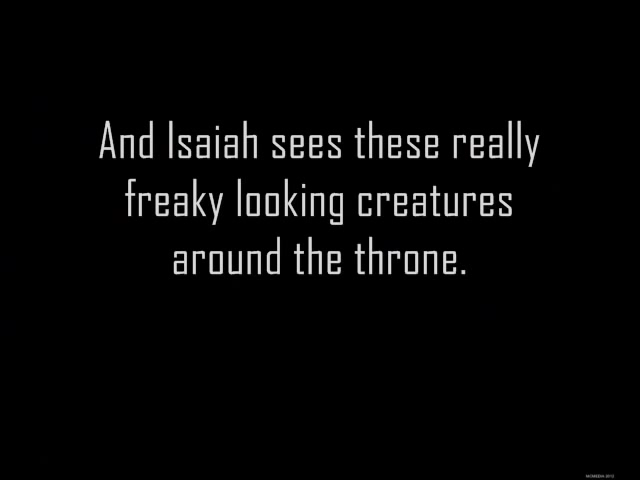 And Isaiah sees these really
freaky looking creatures
around the throne.